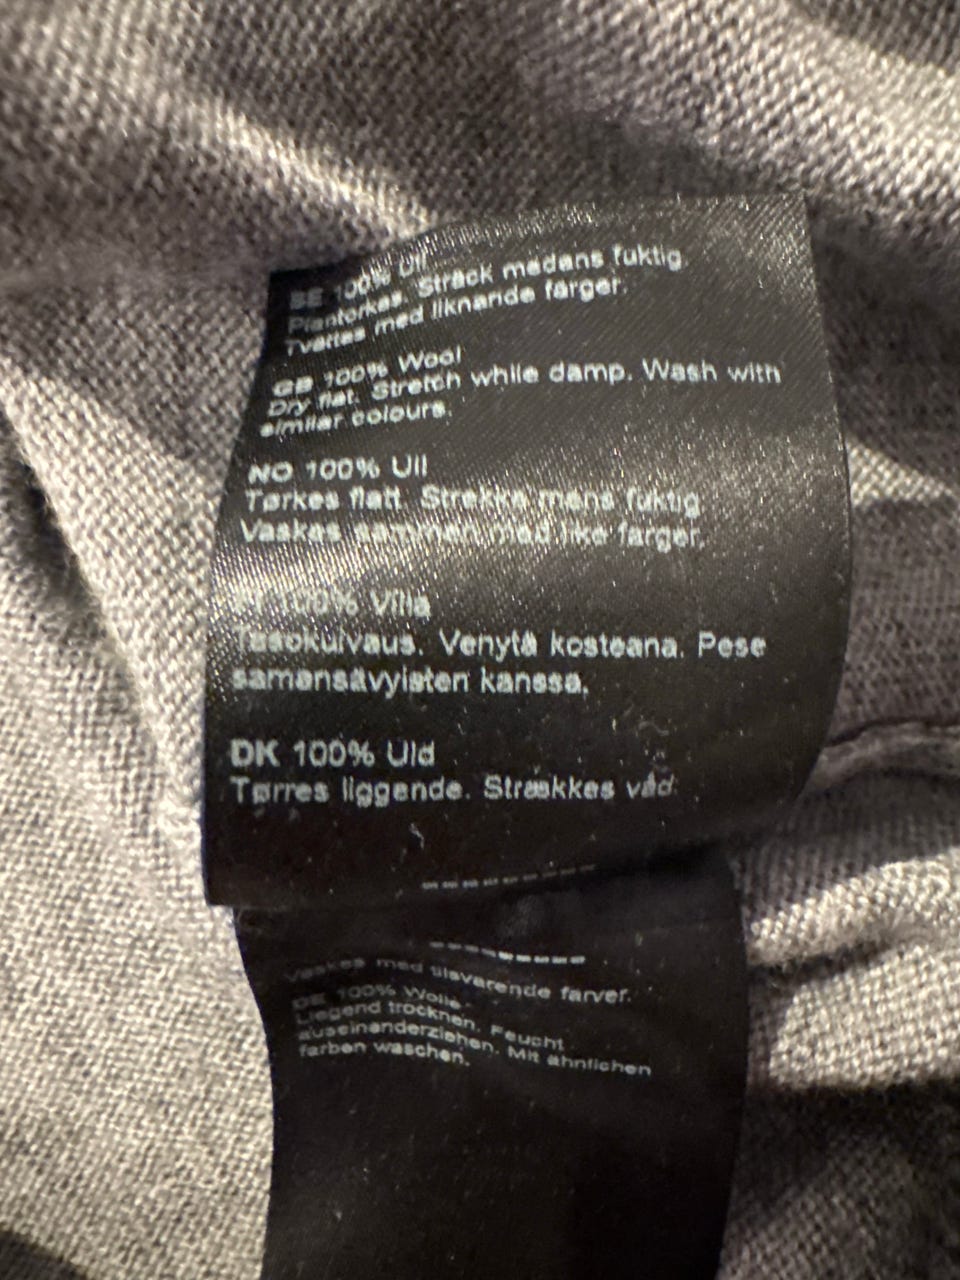 SE 100% Ull
Plantorkas. Sträck medans fuktig
Tvättas med liknande färger.
GB 100% Wool
Dry flat. Stretch while damp. Wash with
similar colours.
NO 100% Ull
Tørkes flatt. Strekke mens fuktig
Vaskes sammen med like farger.
FI 100% Villa
Tasokuivaus. Venytä kosteana. Pese
samansävyisten kanssa.
DK 100% Uld
Tørres liggende. Strækkes våd.
Vaskes med tilsvarende farver.
DE 100% Wolle
Liegend trocknen. Feucht
auseinanderziehen. Mit ähnlichen
farben waschen.